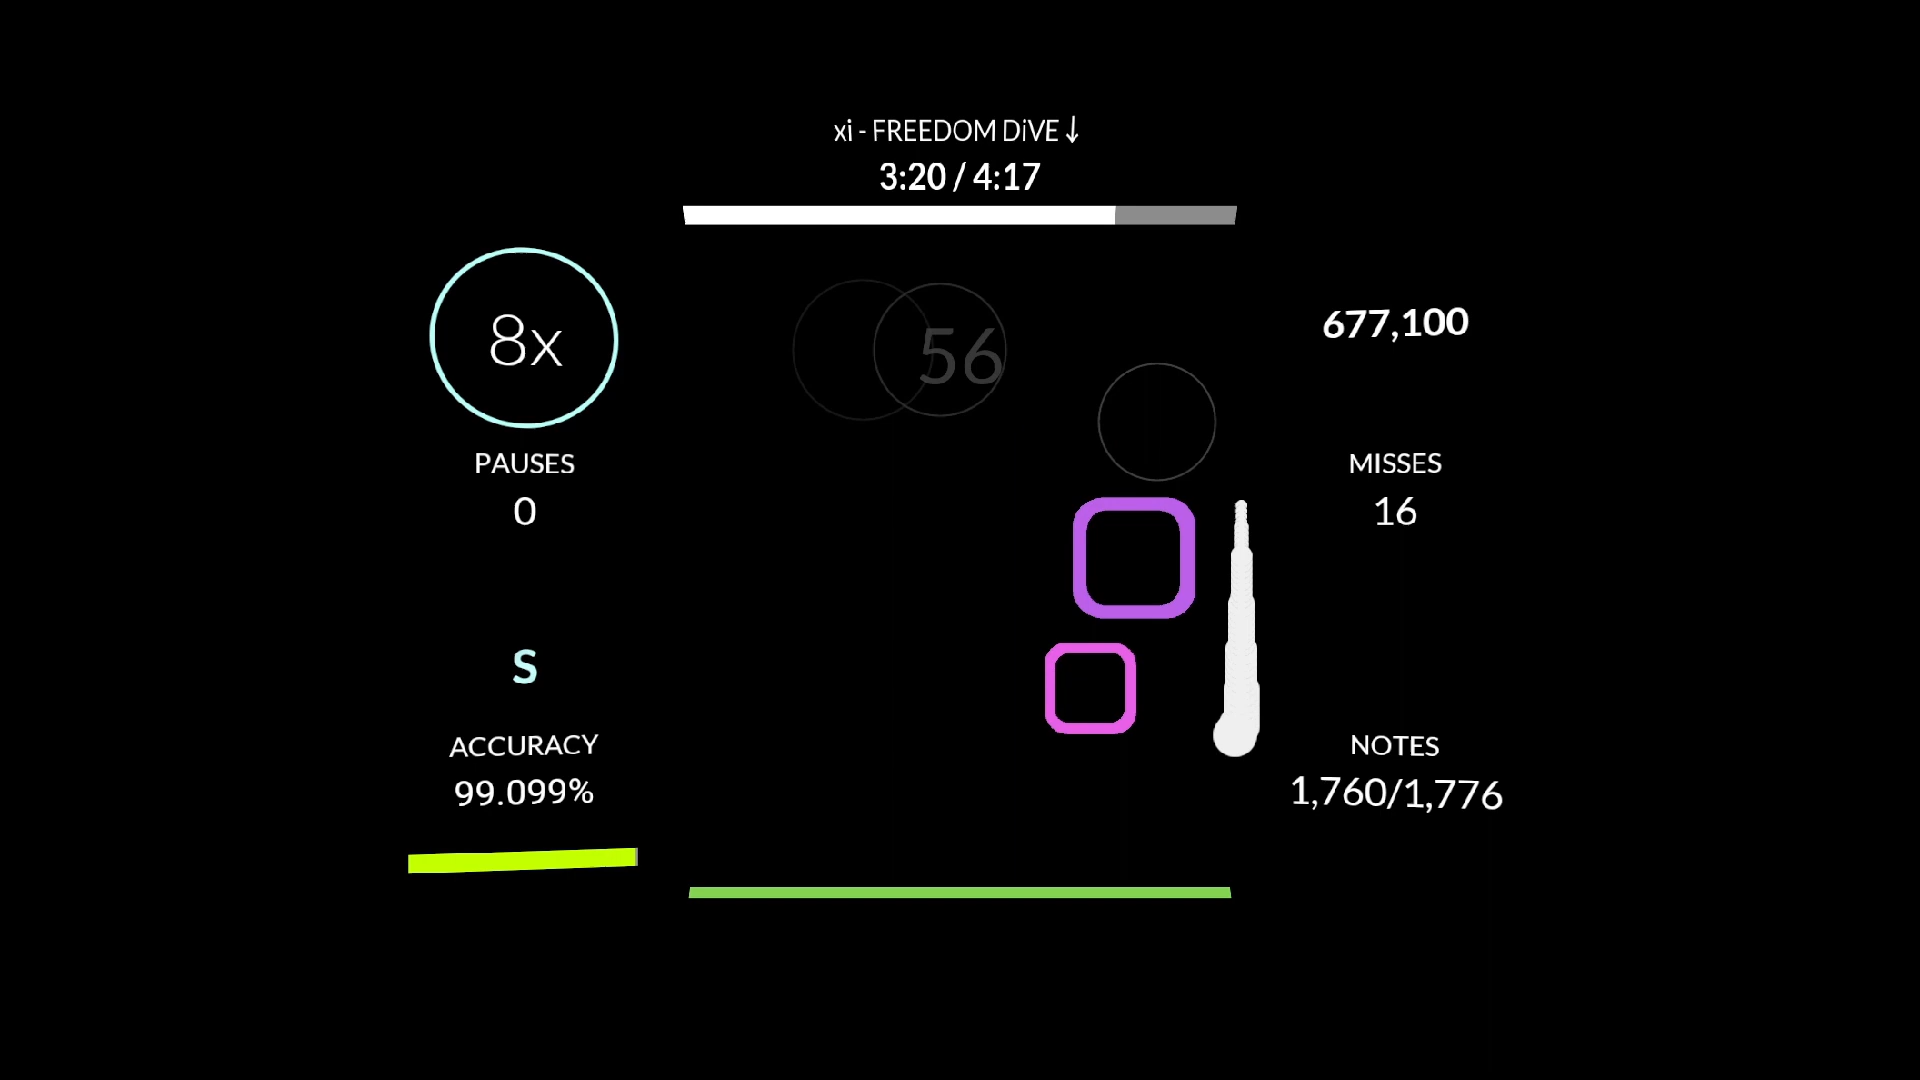 xi - FREEDOM DiVE↓
3:20 / 4:17
8x
56
677,100
PAUSES
0
MISSES
16
S
ACCURACY
99.099%
NOTES
1,760/1,776